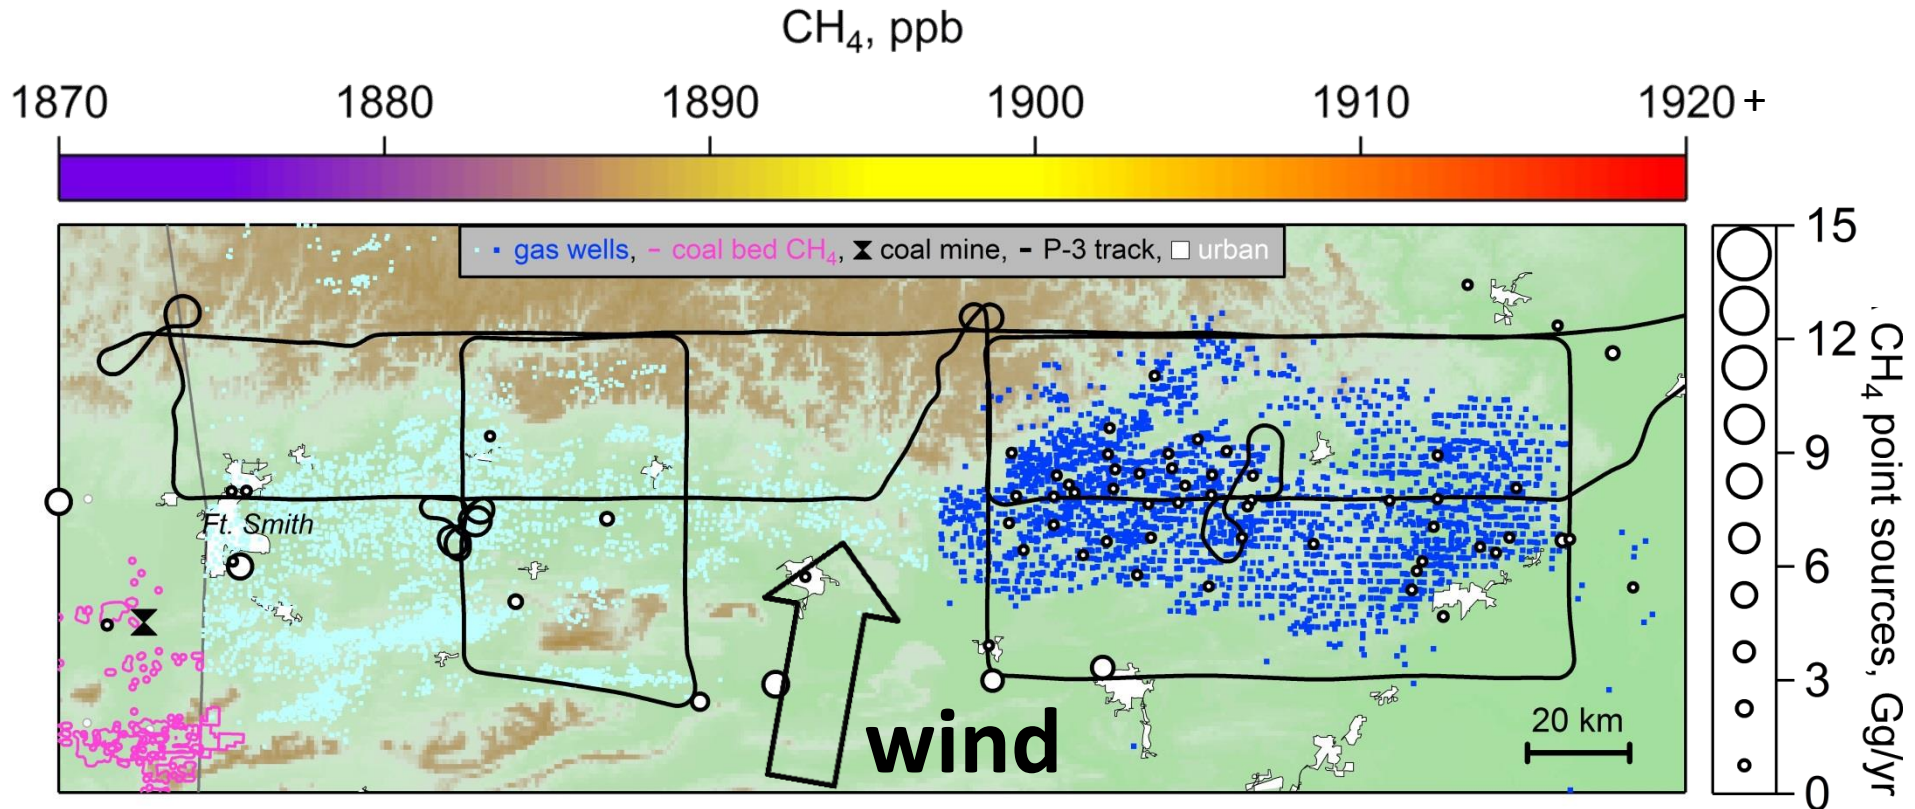 CH₄, ppb
1870 1880 1890 1900 1910 1920+
gas wells, coal bed CH₄, coal mine, P-3 track, urban
Ft. Smith
wind
20 km
15
12
9
6
3
0
CH₄ point sources, Gg/yr